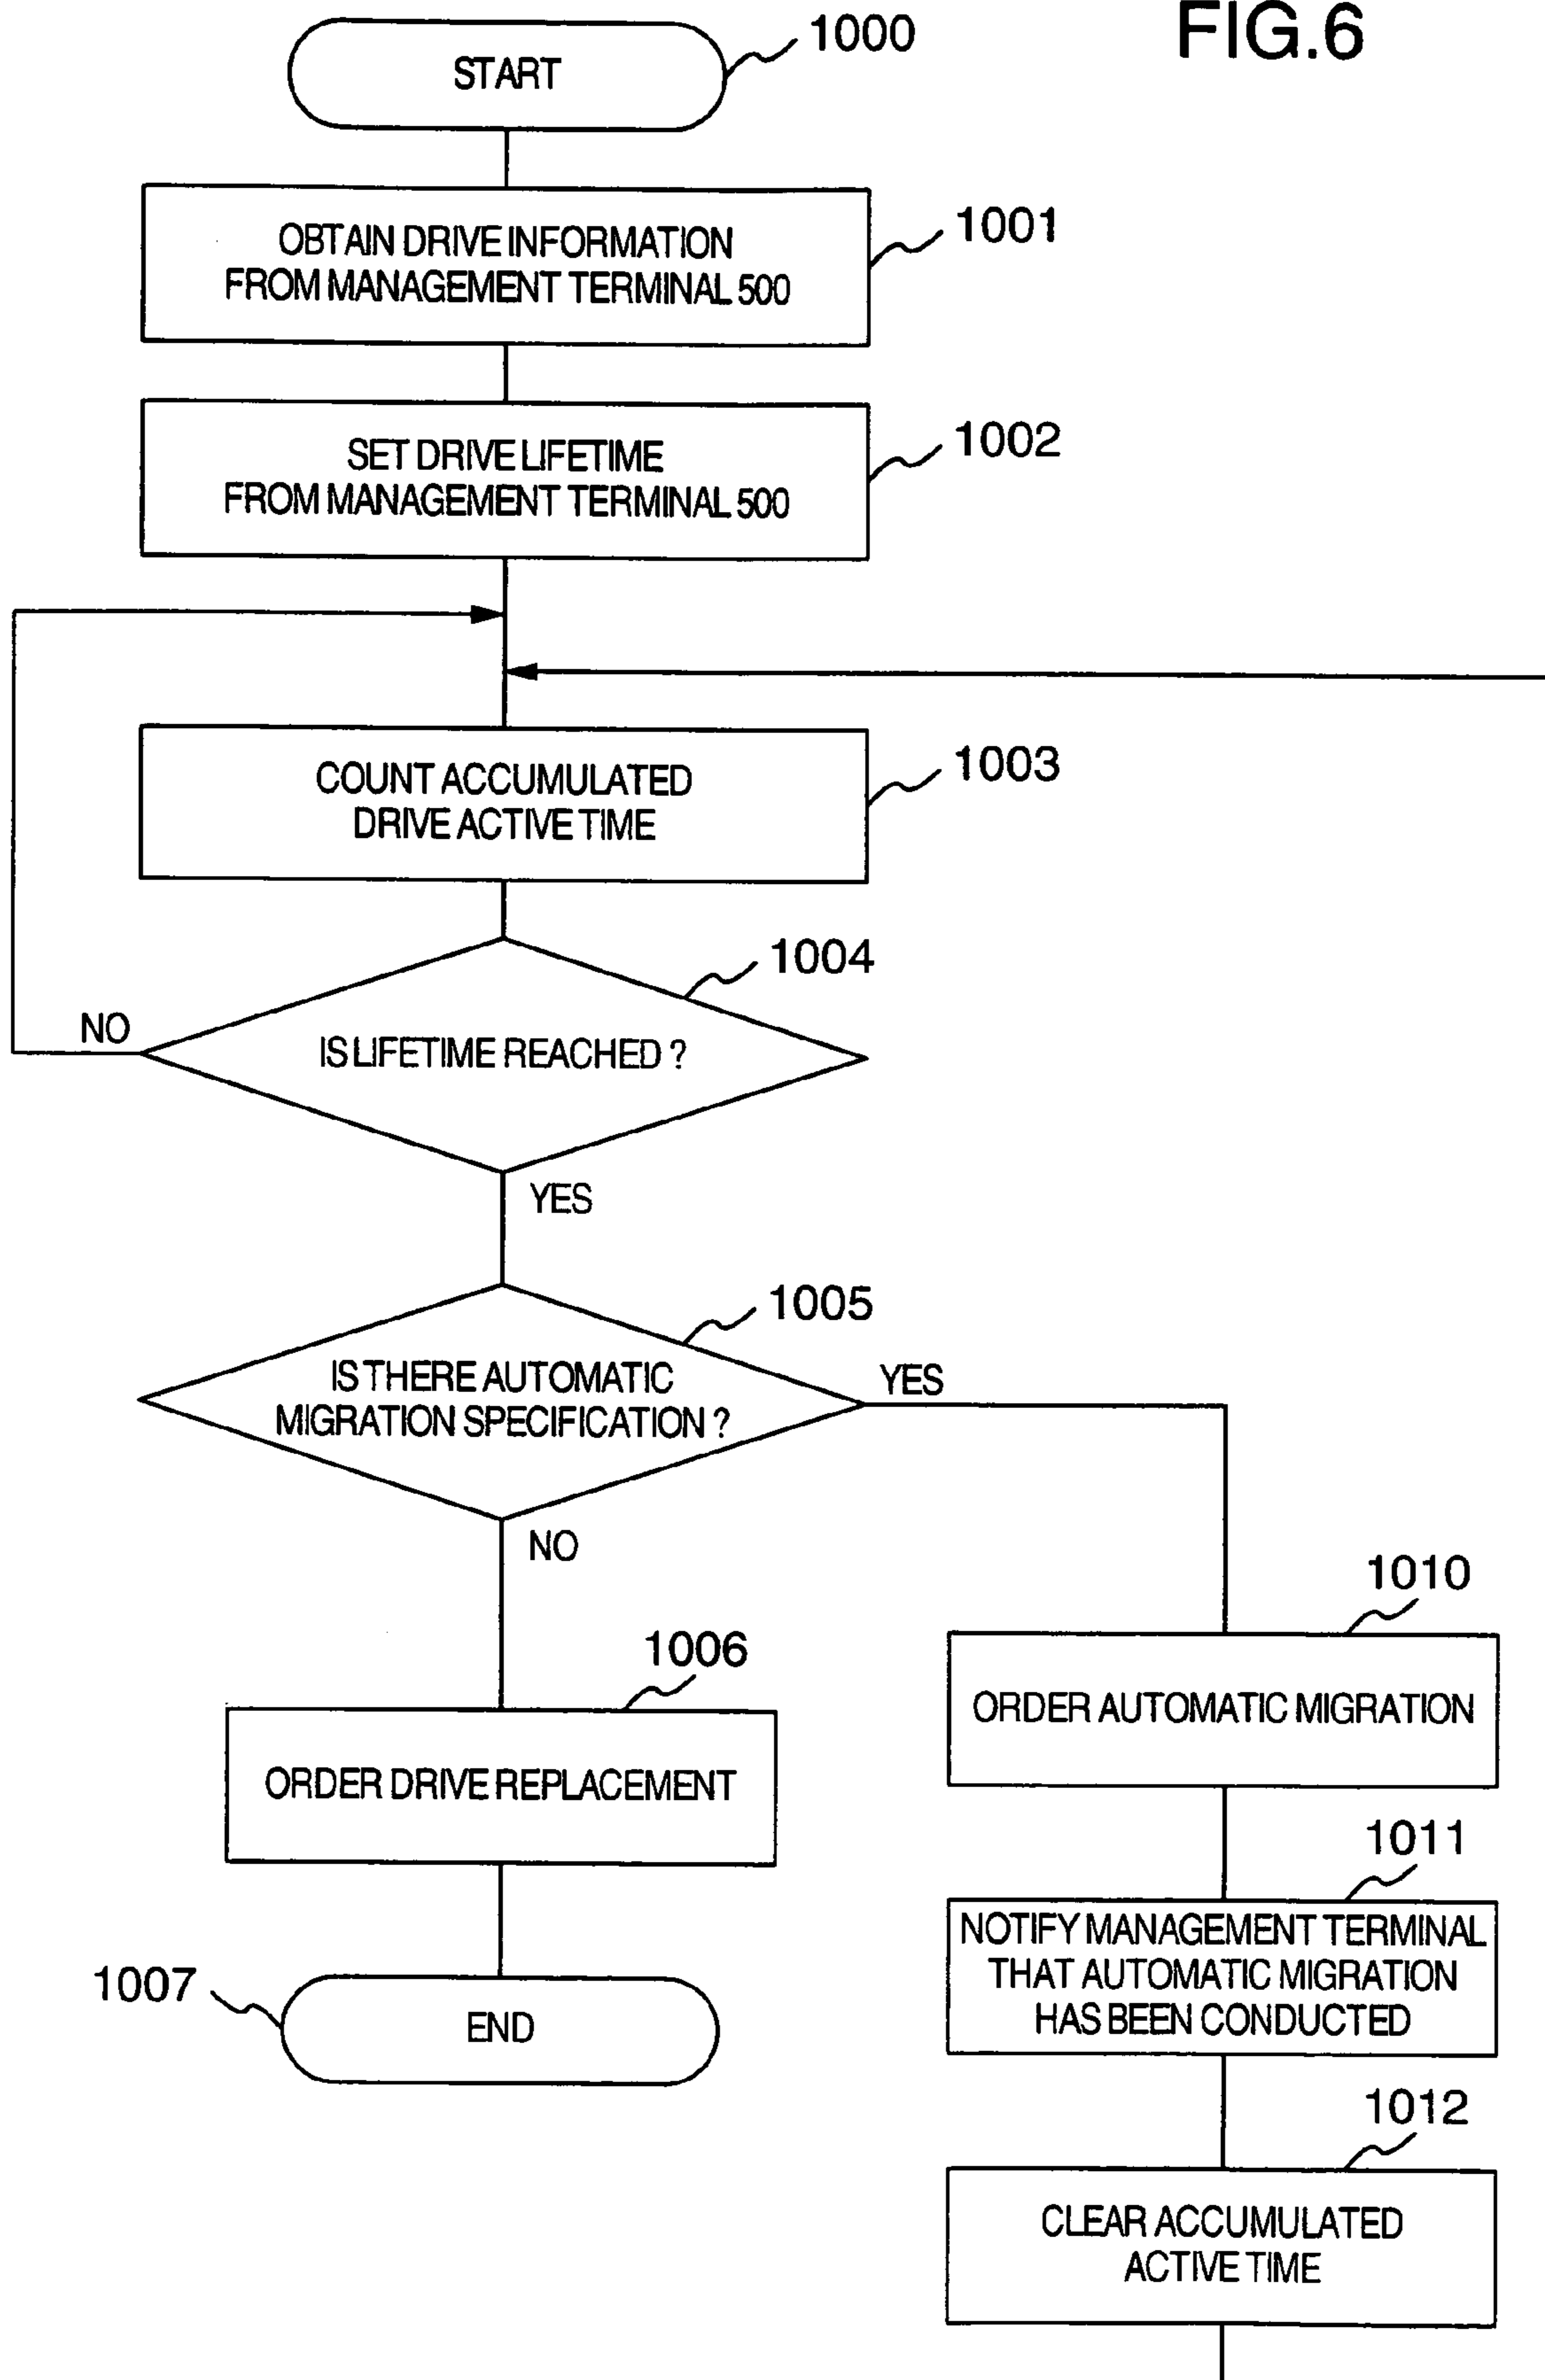 FIG.6
START
1000
OBTAIN DRIVE INFORMATION
FROM MANAGEMENT TERMINAL 500
1001
SET DRIVE LIFETIME
FROM MANAGEMENT TERMINAL 500
1002
COUNT ACCUMULATED
DRIVE ACTIVE TIME
1003
1004
NO
IS LIFETIME REACHED ?
YES
1005
IS THERE AUTOMATIC
MIGRATION SPECIFICATION ?
YES
NO
1006
ORDER DRIVE REPLACEMENT
1007
END
1010
ORDER AUTOMATIC MIGRATION
1011
NOTIFY MANAGEMENT TERMINAL
THAT AUTOMATIC MIGRATION
HAS BEEN CONDUCTED
1012
CLEAR ACCUMULATED
ACTIVE TIME